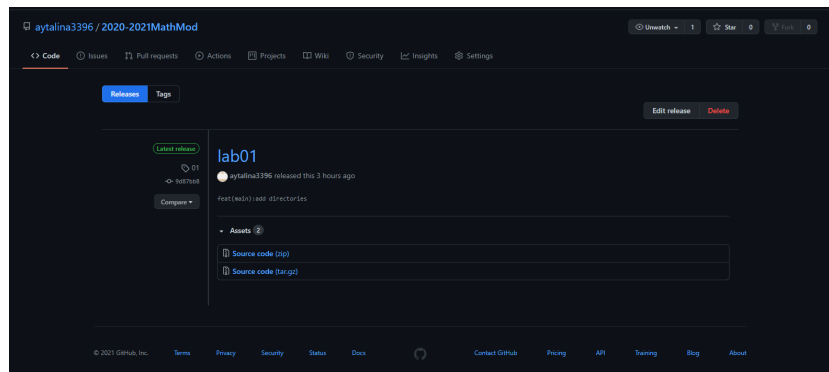 aytalina3396 / 2020-2021MathMod
Unwatch 1 Star 0 Fork 0
Code Issues Pull requests Actions Projects Wiki Security Insights Settings
Releases Tags
Edit release Delete
Latest release
01
9d87bb8
Compare
lab01
aytalina3396 released this 3 hours ago
feat(main):add directories
Assets 2
Source code (zip)
Source code (tar.gz)
© 2021 GitHub, Inc. Terms Privacy Security Status Docs Contact GitHub Pricing API Training Blog About